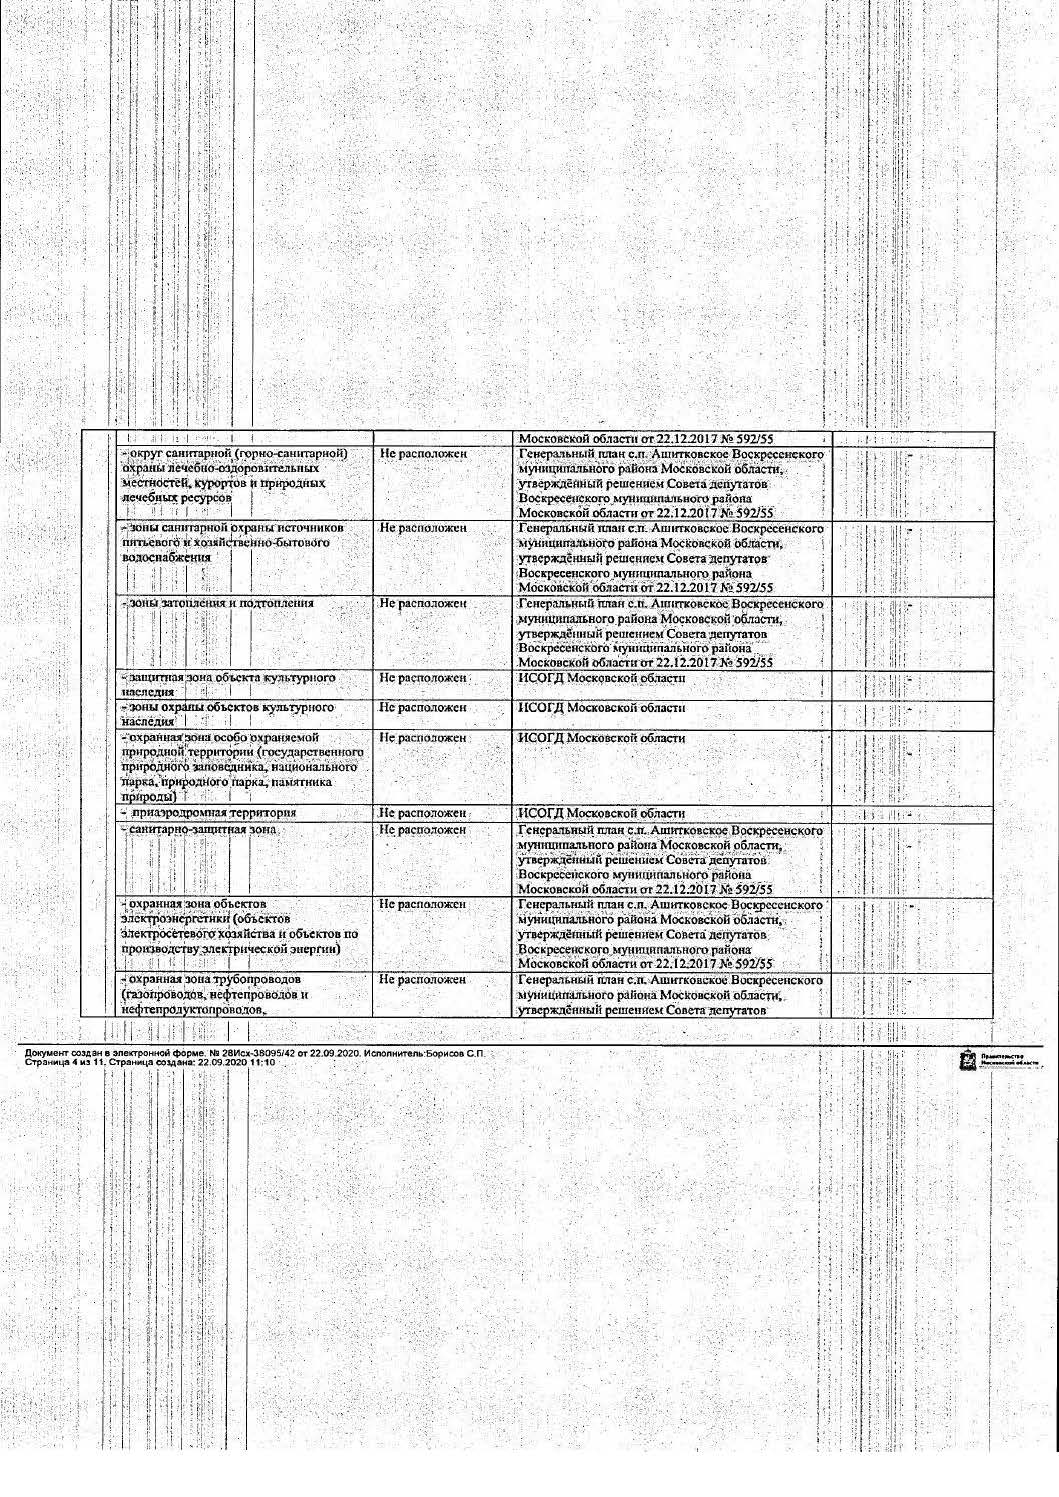 Московской области от 22.12.2017 № 592/55
- округ санитарной (горно-санитарной)
охраны лечебно-оздоровительных
местностей, курортов и природных
лечебных ресурсов
Не расположен
Генеральный план с.п. Ашитковское Воскресенского
муниципального района Московской области,
утверждённый решением Совета депутатов
Воскресенского муниципального района
Московской области от 22.12.2017 № 592/55
-
- зоны санитарной охраны источников
питьевого и хозяйственно-бытового
водоснабжения
Не расположен
Генеральный план с.п. Ашитковское Воскресенского
муниципального района Московской области,
утверждённый решением Совета депутатов
Воскресенского муниципального района
Московской области от 22.12.2017 № 592/55
-
- зоны затопления и подтопления
Не расположен
Генеральный план с.п. Ашитковское Воскресенского
муниципального района Московской области,
утверждённый решением Совета депутатов
Воскресенского муниципального района
Московской области от 22.12.2017 № 592/55
-
- защитная зона объекта культурного
наследия
Не расположен
ИСОГД Московской области
-
- зоны охраны объектов культурного
наследия
Не расположен
ИСОГД Московской области
-
- охранная зона особо охраняемой
природной территории (государственного
природного заповедника, национального
парка, природного парка, памятника
природы)
Не расположен
ИСОГД Московской области
-
- приаэродромная территория
Не расположен
ИСОГД Московской области
-
- санитарно-защитная зона
Не расположен
Генеральный план с.п. Ашитковское Воскресенского
муниципального района Московской области,
утверждённый решением Совета депутатов
Воскресенского муниципального района
Московской области от 22.12.2017 № 592/55
-
- охранная зона объектов
электроэнергетики (объектов
электросетевого хозяйства и объектов по
производству электрической энергии)
Не расположен
Генеральный план с.п. Ашитковское Воскресенского
муниципального района Московской области,
утверждённый решением Совета депутатов
Воскресенского муниципального района
Московской области от 22.12.2017 № 592/55
-
- охранная зона трубопроводов
(газопроводов, нефтепроводов и
нефтепродуктопроводов,
Не расположен
Генеральный план с.п. Ашитковское Воскресенского
муниципального района Московской области,
утверждённый решением Совета депутатов
-
Документ создан в электронной форме. № 28Исх-38095/42 от 22.09.2020. Исполнитель:Борисов С.П.
Страница 4 из 11. Страница создана: 22.09.2020 11:10
Правительство
Московской области